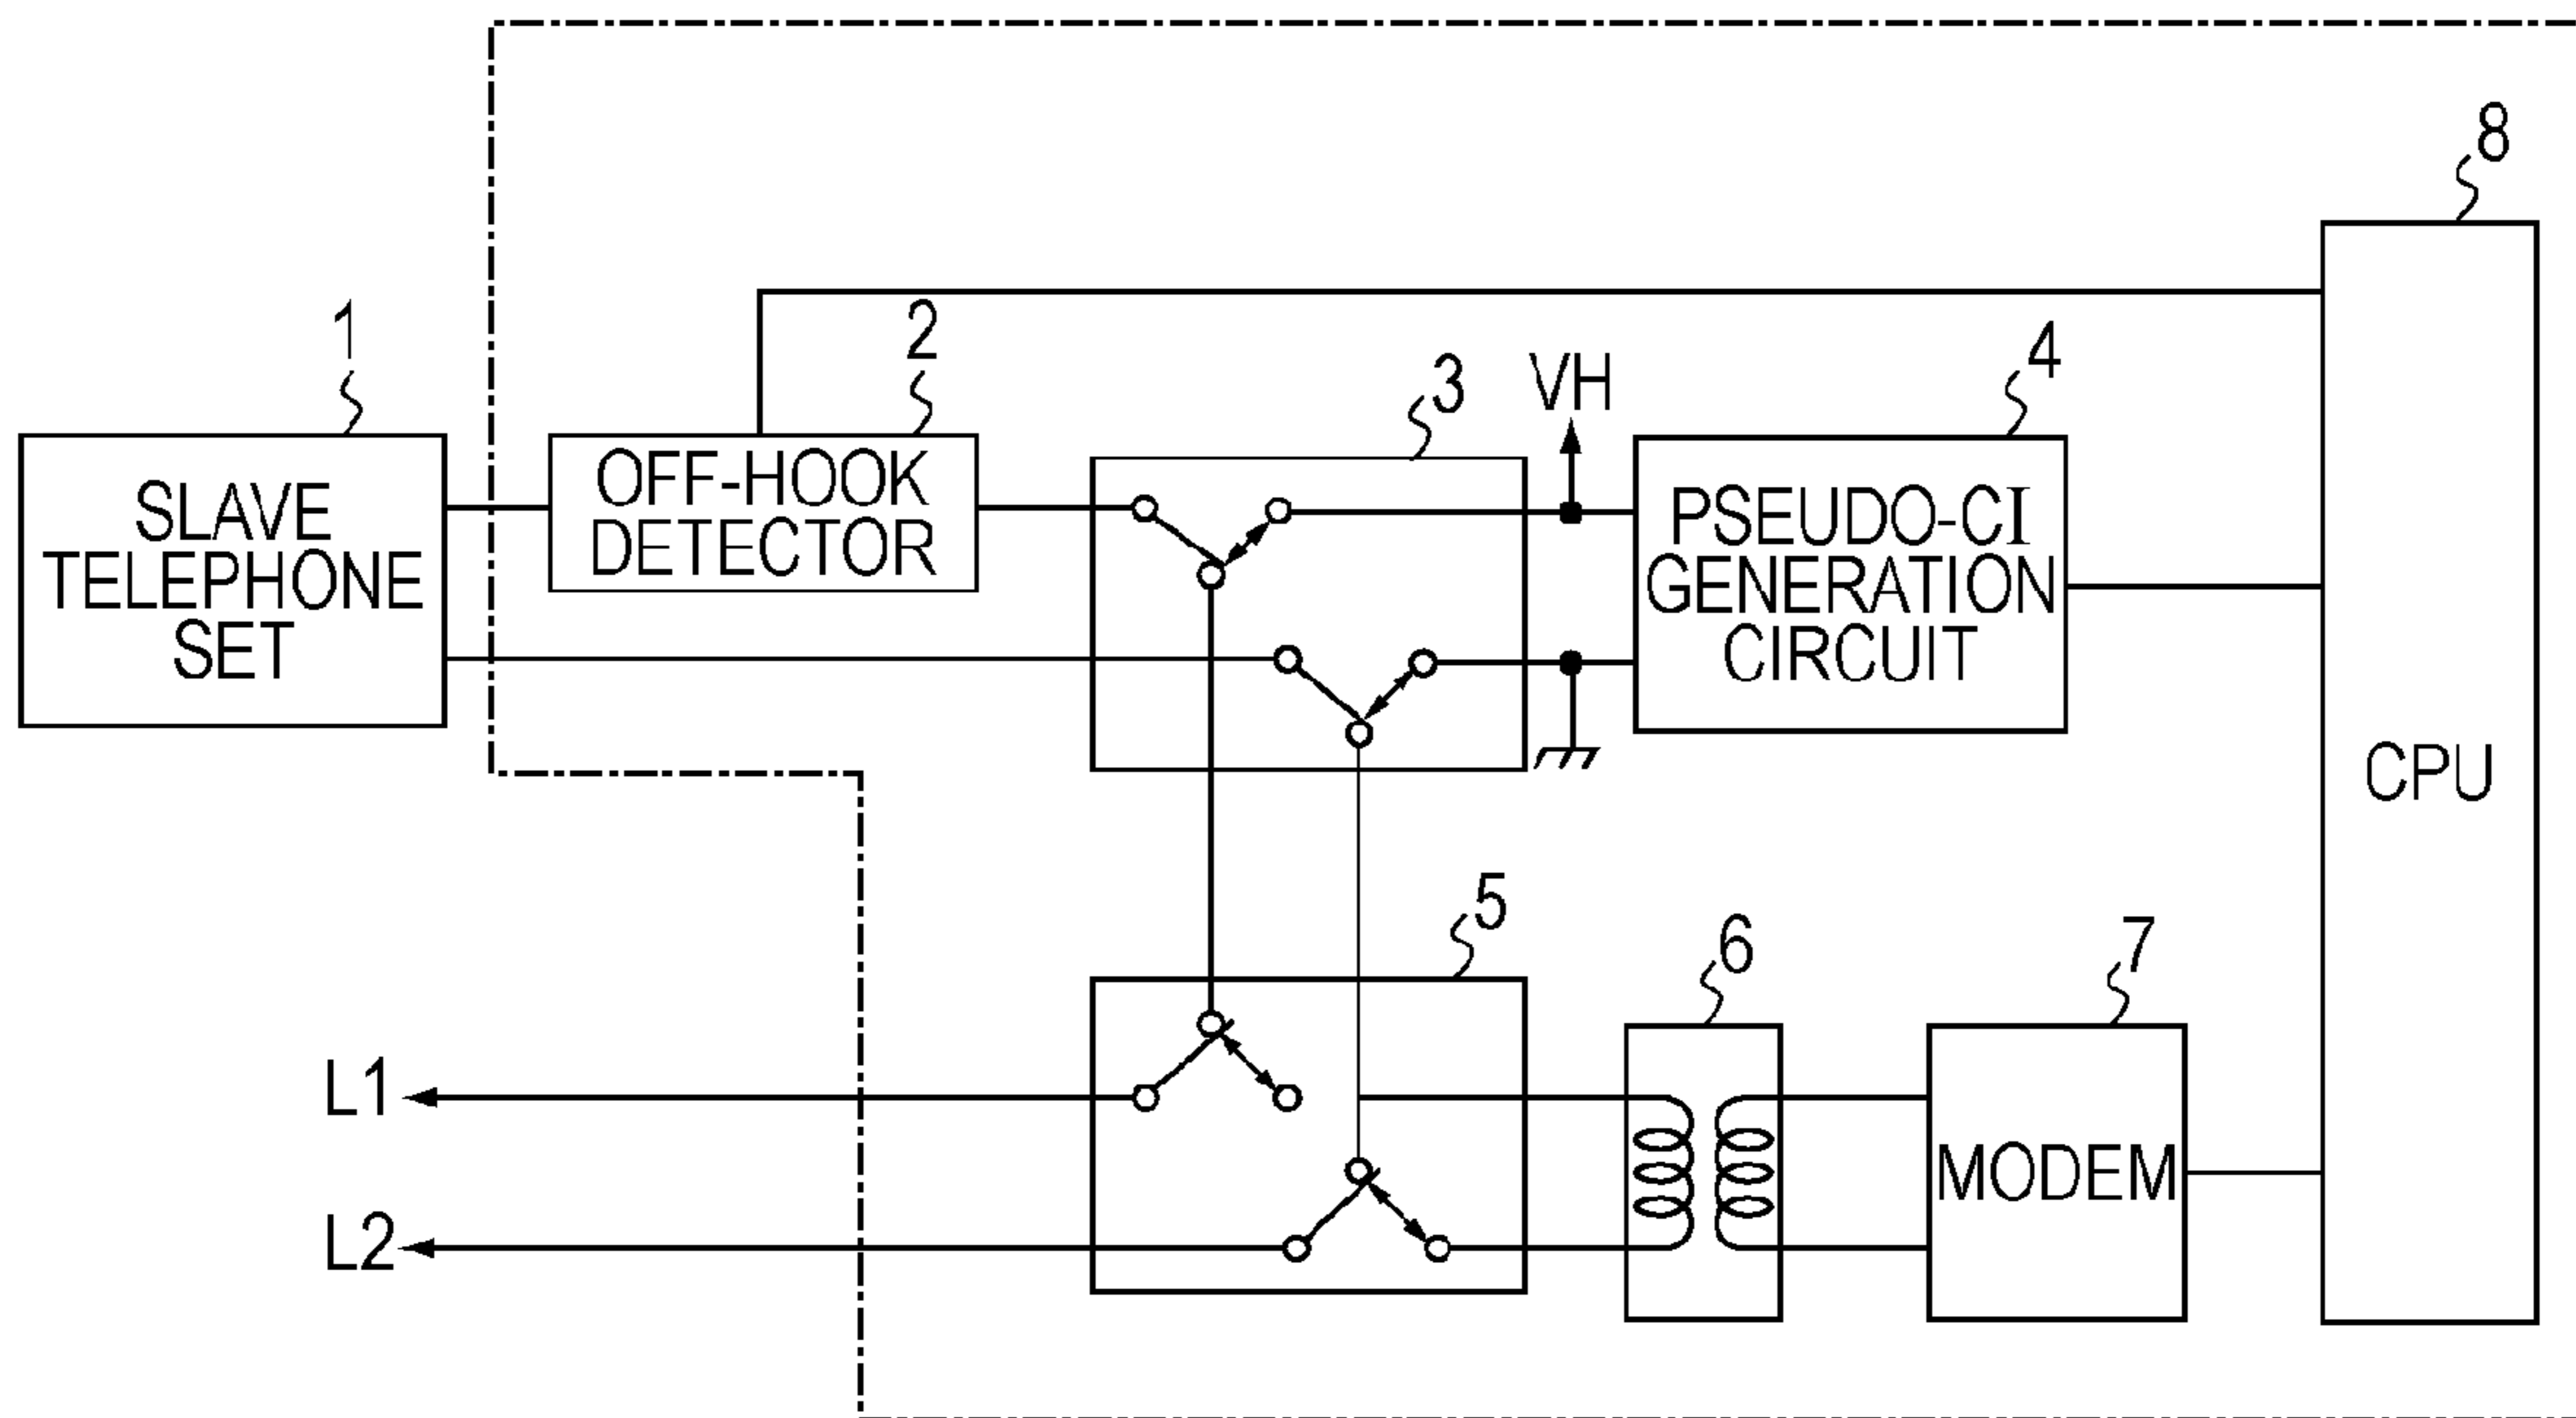 8
1
2
3
VH
4
SLAVE
TELEPHONE
SET
OFF-HOOK
DETECTOR
PSEUDO-CI
GENERATION
CIRCUIT
CPU
5
6
7
L1
MODEM
L2